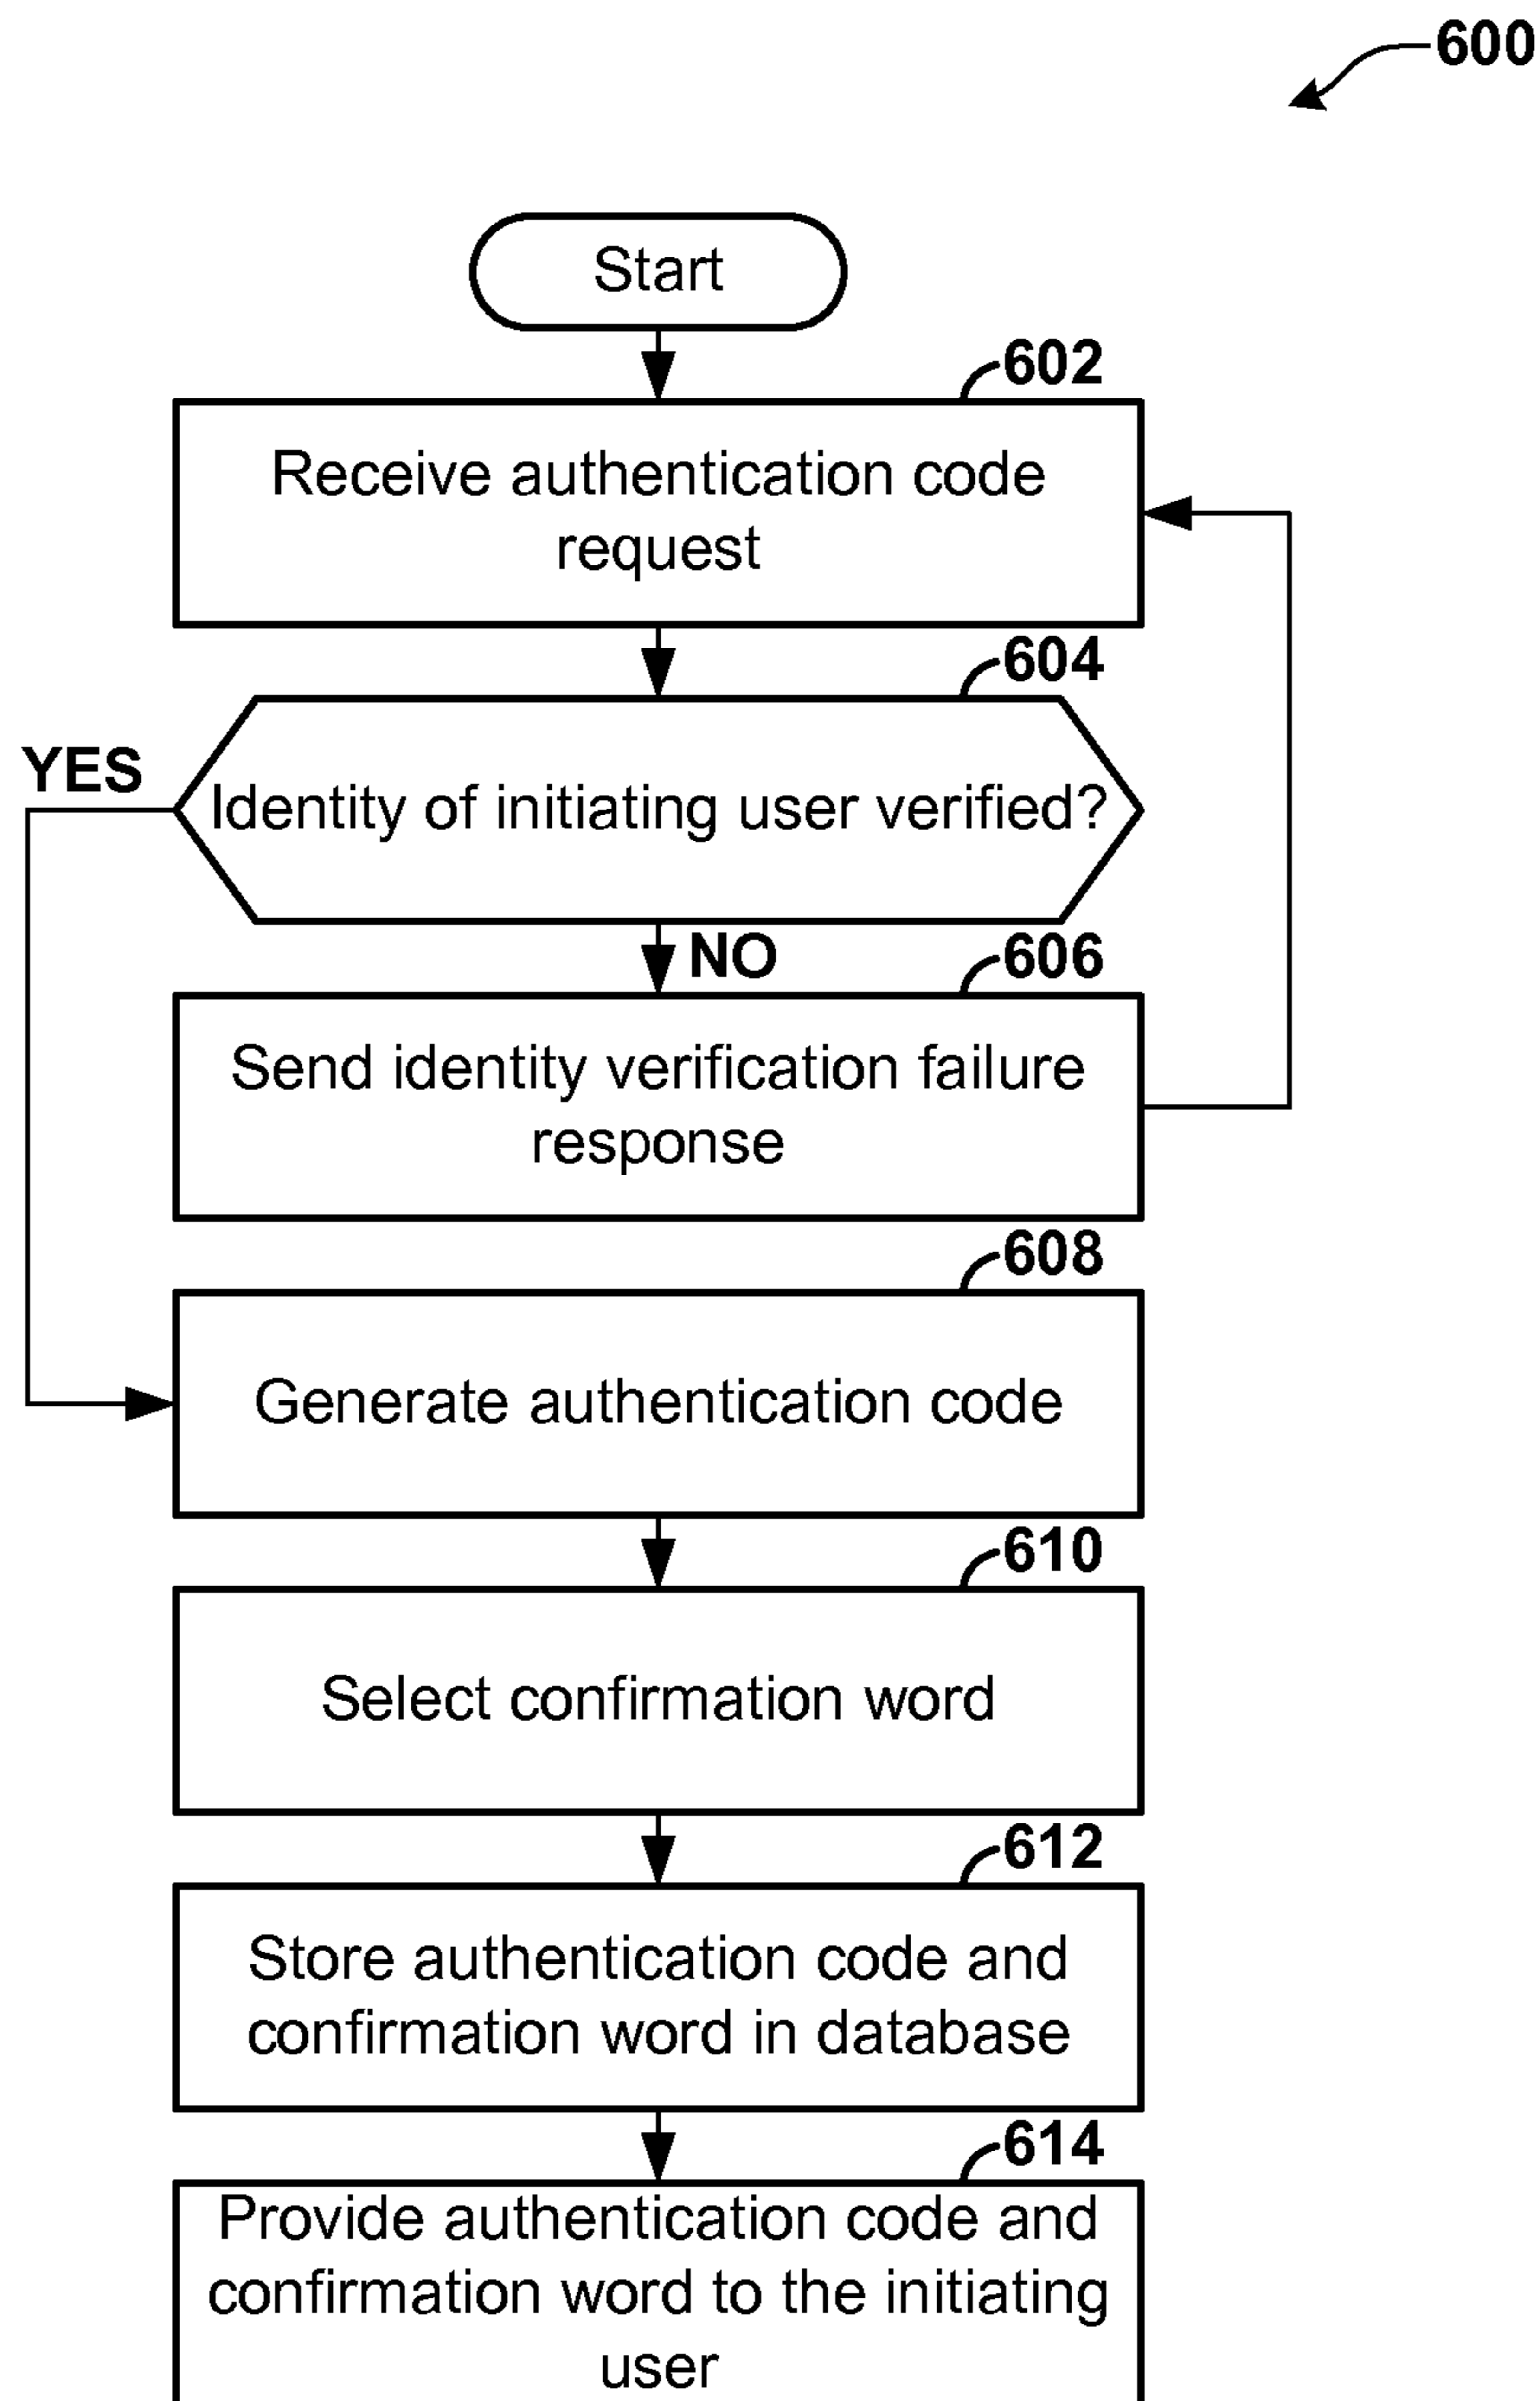 600
Start
602
Receive authentication code
request
604
YES
Identity of initiating user verified?
NO
606
Send identity verification failure
response
608
Generate authentication code
610
Select confirmation word
612
Store authentication code and
confirmation word in database
614
Provide authentication code and
confirmation word to the initiating
user